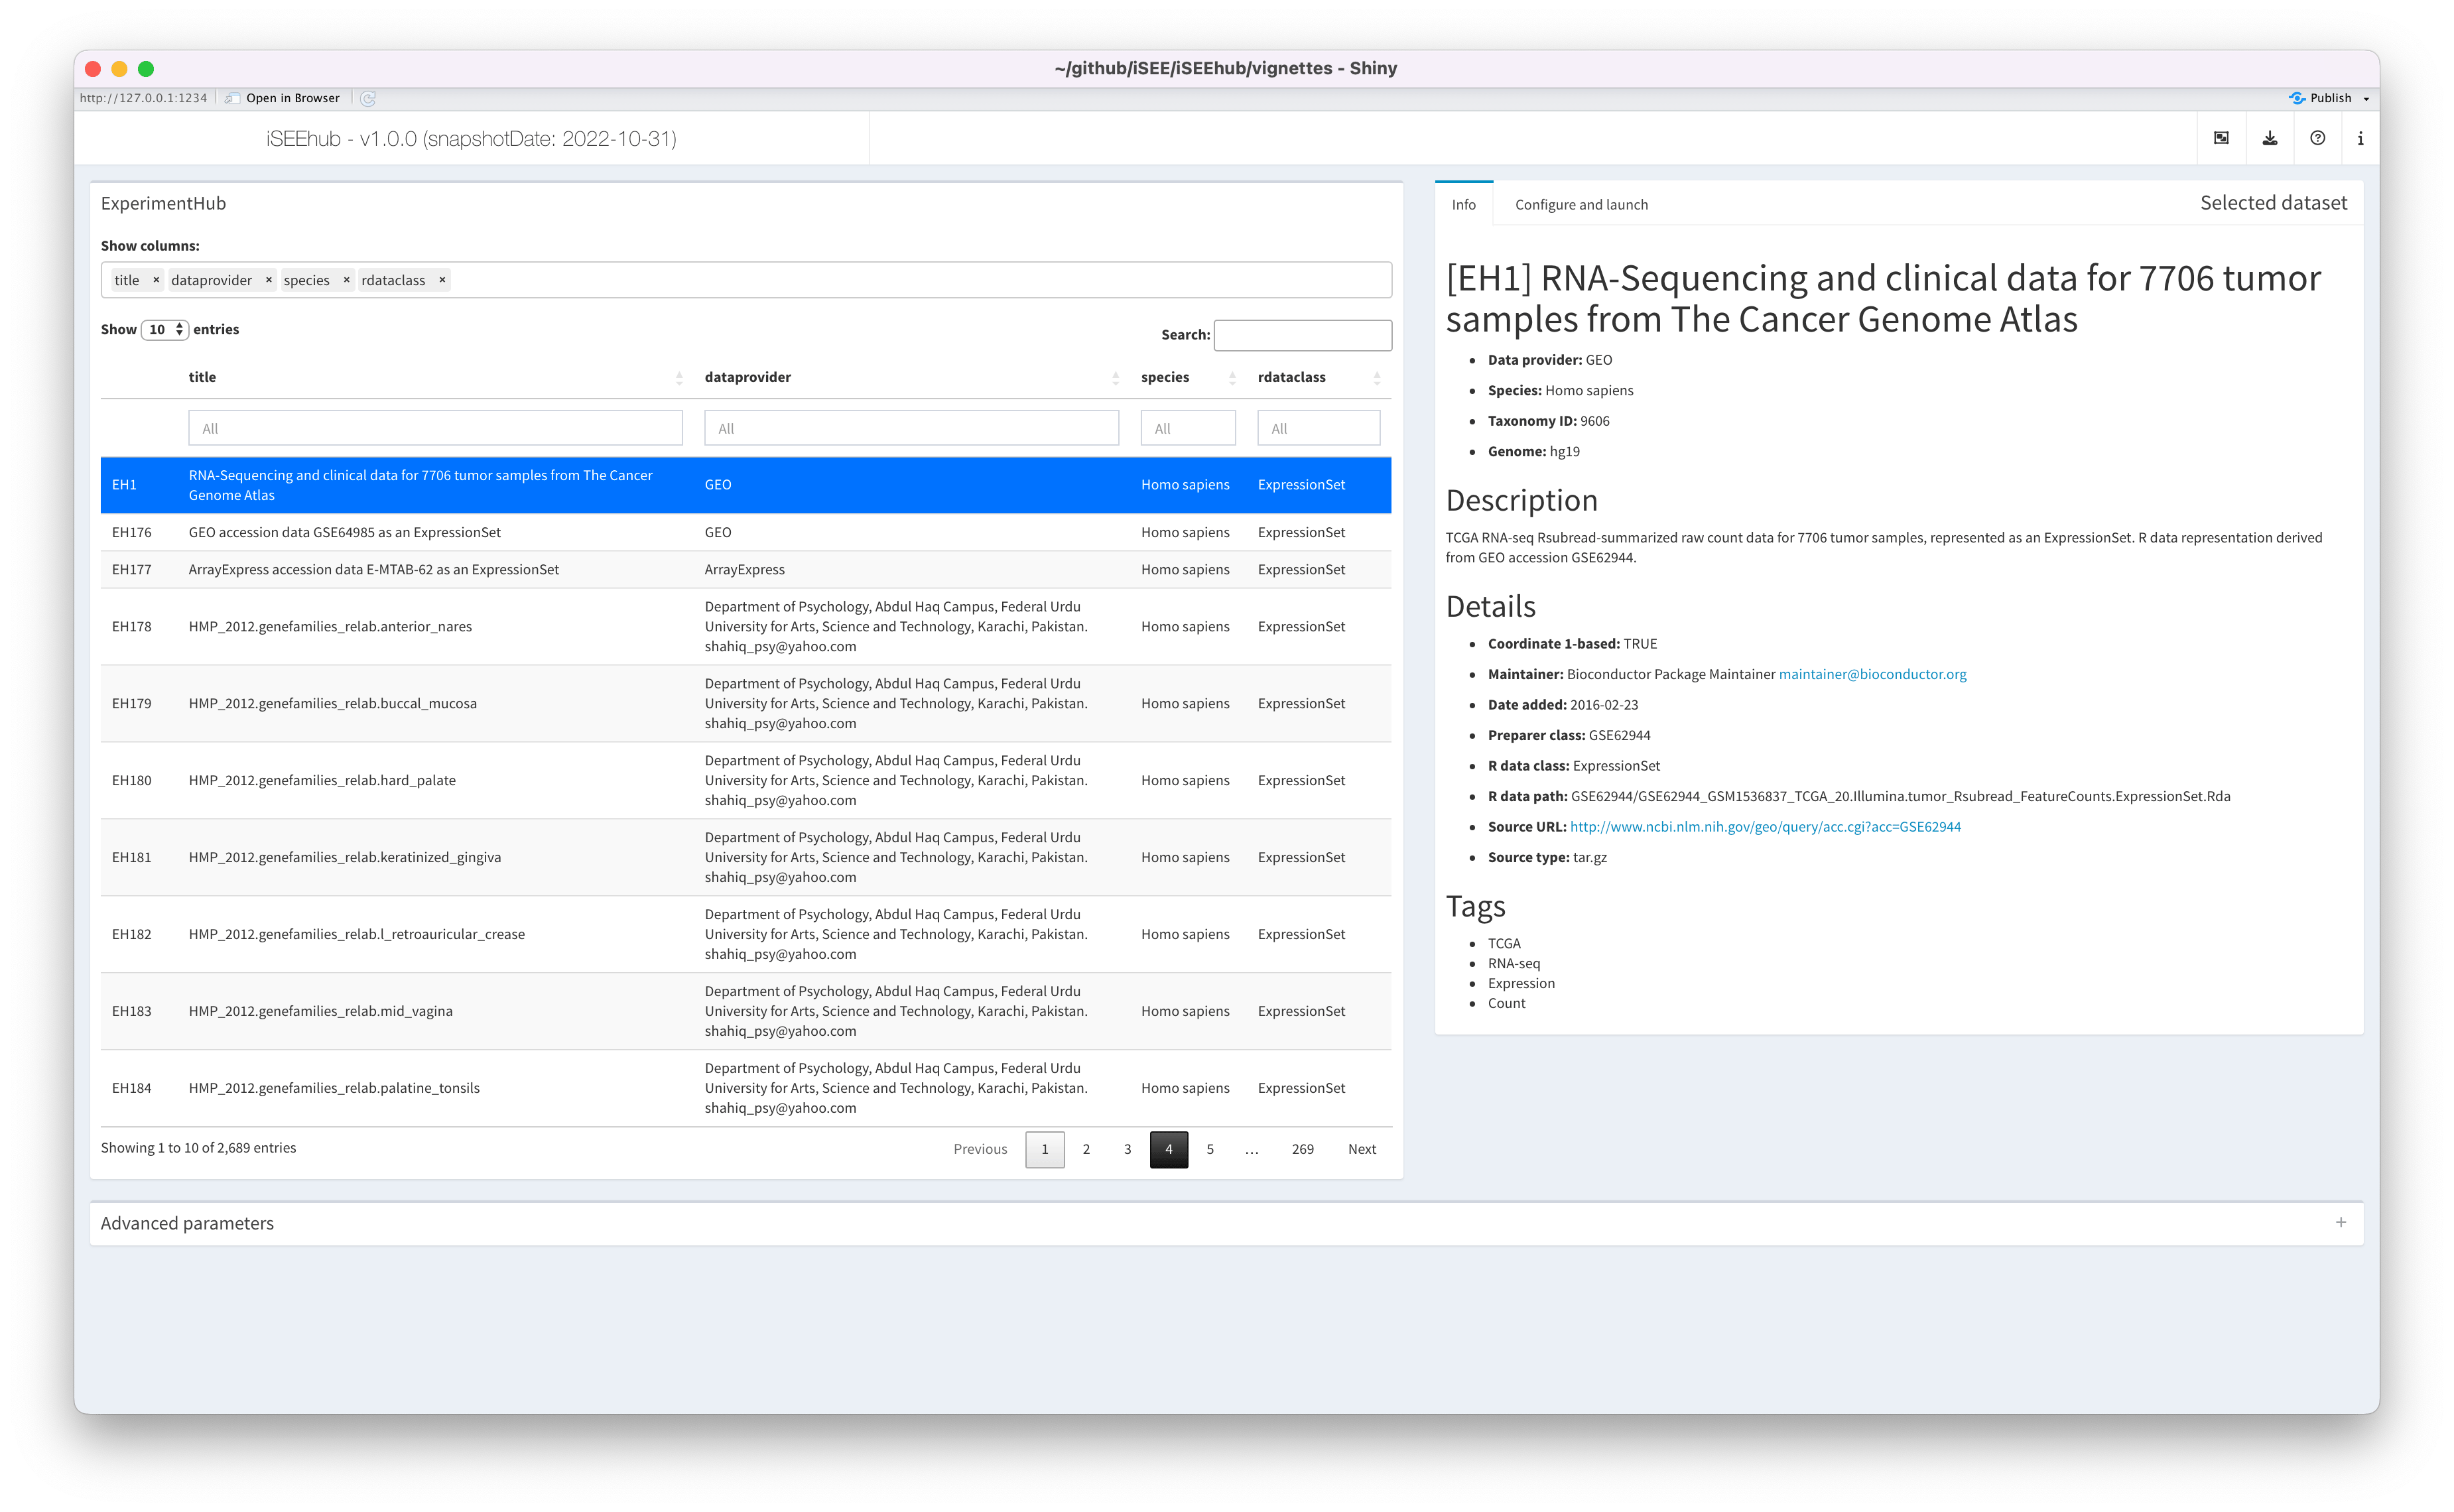 ~/github/iSEE/iSEEhub/vignettes - Shiny
http://127.0.0.1:1234
Open in Browser
Publish
iSEEhub - v1.0.0 (snapshotDate: 2022-10-31)
ExperimentHub
Show columns:
title × dataprovider × species × rdataclass ×
Show 10 entries
Search:
title dataprovider species rdataclass
All All All All
EH1 RNA-Sequencing and clinical data for 7706 tumor samples from The Cancer
Genome Atlas GEO Homo sapiens ExpressionSet
EH176 GEO accession data GSE64985 as an ExpressionSet GEO Homo sapiens ExpressionSet
EH177 ArrayExpress accession data E-MTAB-62 as an ExpressionSet ArrayExpress Homo sapiens ExpressionSet
Department of Psychology, Abdul Haq Campus, Federal Urdu
EH178 HMP_2012.genefamilies_relab.anterior_nares University for Arts, Science and Technology, Karachi, Pakistan. Homo sapiens ExpressionSet
shahiq_psy@yahoo.com
Department of Psychology, Abdul Haq Campus, Federal Urdu
EH179 HMP_2012.genefamilies_relab.buccal_mucosa University for Arts, Science and Technology, Karachi, Pakistan. Homo sapiens ExpressionSet
shahiq_psy@yahoo.com
Department of Psychology, Abdul Haq Campus, Federal Urdu
EH180 HMP_2012.genefamilies_relab.hard_palate University for Arts, Science and Technology, Karachi, Pakistan. Homo sapiens ExpressionSet
shahiq_psy@yahoo.com
Department of Psychology, Abdul Haq Campus, Federal Urdu
EH181 HMP_2012.genefamilies_relab.keratinized_gingiva University for Arts, Science and Technology, Karachi, Pakistan. Homo sapiens ExpressionSet
shahiq_psy@yahoo.com
Department of Psychology, Abdul Haq Campus, Federal Urdu
EH182 HMP_2012.genefamilies_relab.l_retroauricular_crease University for Arts, Science and Technology, Karachi, Pakistan. Homo sapiens ExpressionSet
shahiq_psy@yahoo.com
Department of Psychology, Abdul Haq Campus, Federal Urdu
EH183 HMP_2012.genefamilies_relab.mid_vagina University for Arts, Science and Technology, Karachi, Pakistan. Homo sapiens ExpressionSet
shahiq_psy@yahoo.com
Department of Psychology, Abdul Haq Campus, Federal Urdu
EH184 HMP_2012.genefamilies_relab.palatine_tonsils University for Arts, Science and Technology, Karachi, Pakistan. Homo sapiens ExpressionSet
shahiq_psy@yahoo.com
Showing 1 to 10 of 2,689 entries
Previous 1 2 3 4 5 … 269 Next
Info Configure and launch Selected dataset
[EH1] RNA-Sequencing and clinical data for 7706 tumor
samples from The Cancer Genome Atlas
• Data provider: GEO
• Species: Homo sapiens
• Taxonomy ID: 9606
• Genome: hg19
Description
TCGA RNA-seq Rsubread-summarized raw count data for 7706 tumor samples, represented as an ExpressionSet. R data representation derived
from GEO accession GSE62944.
Details
• Coordinate 1-based: TRUE
• Maintainer: Bioconductor Package Maintainer maintainer@bioconductor.org
• Date added: 2016-02-23
• Preparer class: GSE62944
• R data class: ExpressionSet
• R data path: GSE62944/GSE62944_GSM1536837_TCGA_20.Illumina.tumor_Rsubread_FeatureCounts.ExpressionSet.Rda
• Source URL: http://www.ncbi.nlm.nih.gov/geo/query/acc.cgi?acc=GSE62944
• Source type: tar.gz
Tags
• TCGA
• RNA-seq
• Expression
• Count
Advanced parameters +